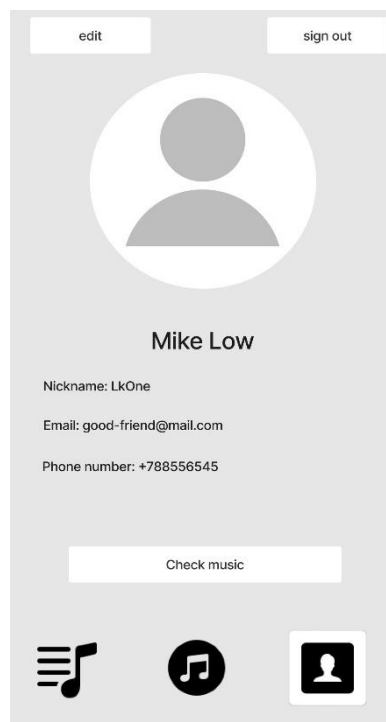 edit
sign out
Mike Low
Nickname: LkOne
Email: good-friend@mail.com
Phone number: +788556545
Check music